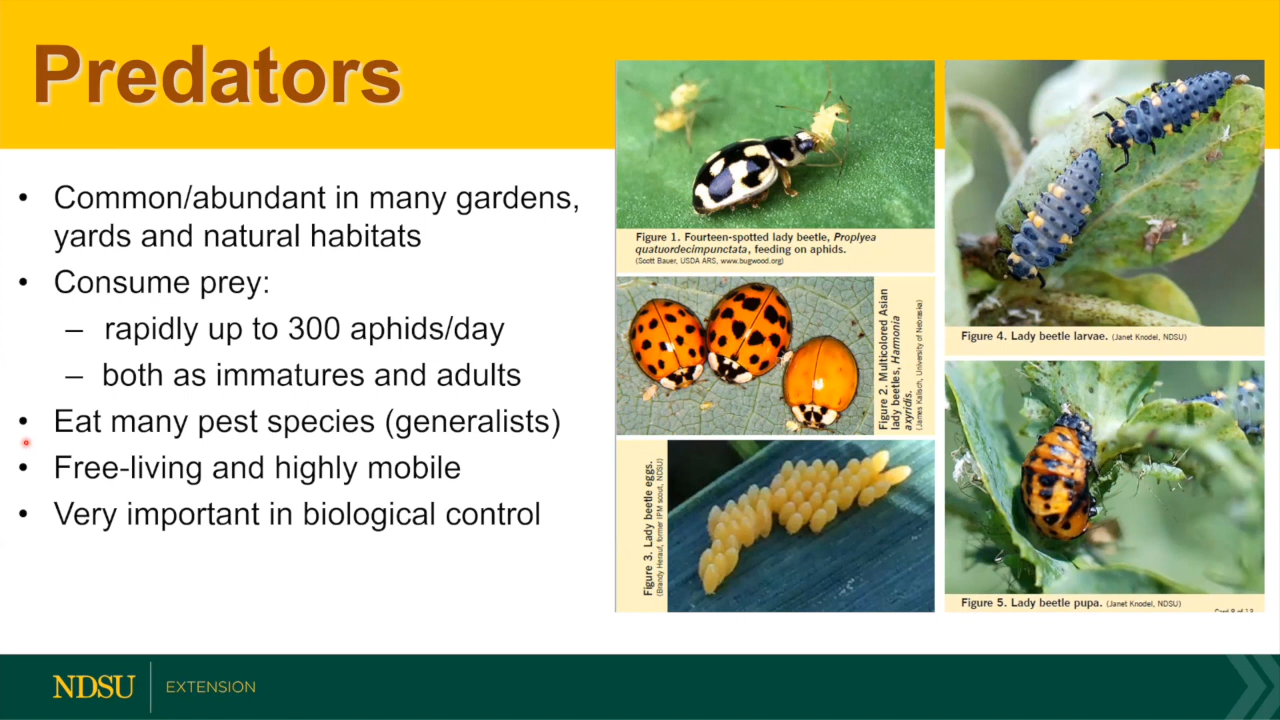 Predators
• Common/abundant in many gardens,
yards and natural habitats
• Consume prey:
– rapidly up to 300 aphids/day
– both as immatures and adults
• Eat many pest species (generalists)
• Free-living and highly mobile
• Very important in biological control
Figure 1. Fourteen-spotted lady beetle, Proplyea
quatuordecimpunctata, feeding on aphids.
(Scott Bauer, USDA ARS, www.bugwood.org)
Figure 2. Multicolored Asian
lady beetles, Harmonia
axyridis.
(James Kalisch, University of Nebraska)
Figure 3. Lady beetle eggs.
(Brandy Herauf, former IPM scout, NDSU)
Figure 4. Lady beetle larvae. (Janet Knodel, NDSU)
Figure 5. Lady beetle pupa. (Janet Knodel, NDSU)
NDSU
EXTENSION